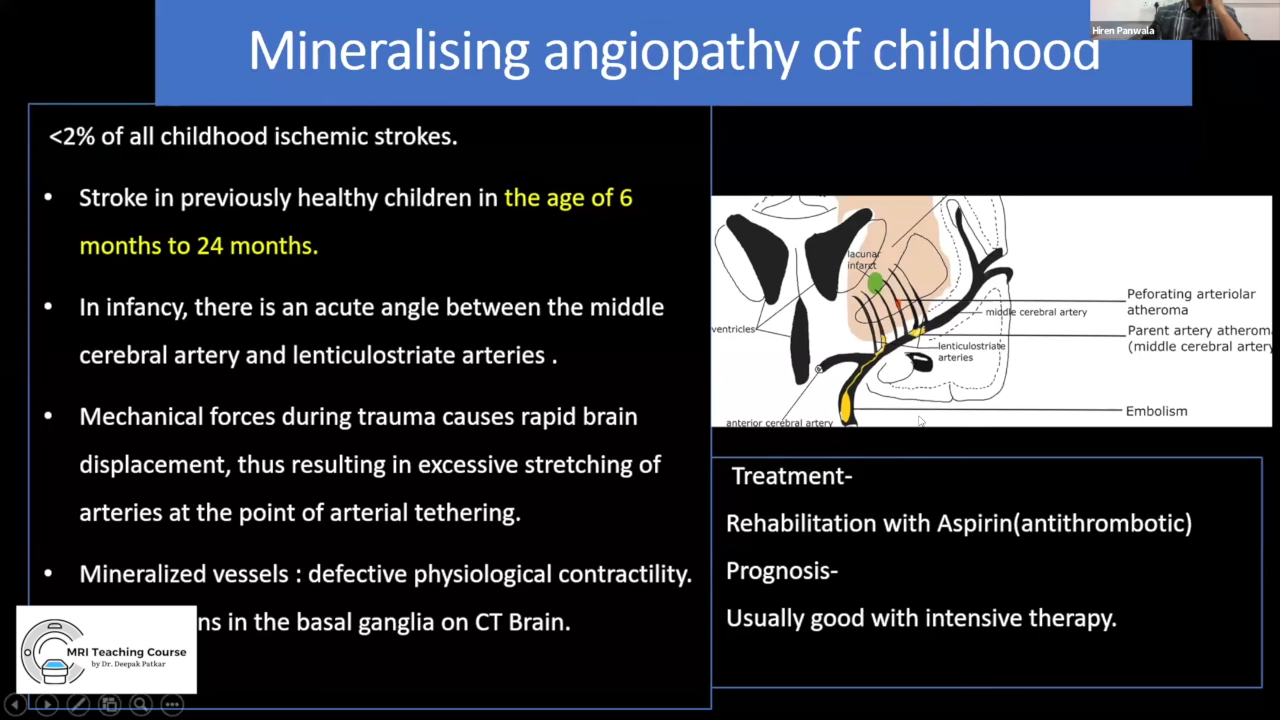 Mineralising angiopathy of childhood
Hiren Panwala
<2% of all childhood ischemic strokes.
• Stroke in previously healthy children in the age of 6
months to 24 months.
• In infancy, there is an acute angle between the middle
cerebral artery and lenticulostriate arteries .
• Mechanical forces during trauma causes rapid brain
displacement, thus resulting in excessive stretching of
arteries at the point of arterial tethering.
• Mineralized vessels : defective physiological contractility.
ns in the basal ganglia on CT Brain.
MRI Teaching Course
by Dr. Deepak Patkar
lacunar
infarct
ventricles
middle cerebral artery
lenticulostriate
arteries
anterior cerebral artery
Peforating arteriolar
atheroma
Parent artery atheroma
(middle cerebral artery
Embolism
Treatment-
Rehabilitation with Aspirin(antithrombotic)
Prognosis-
Usually good with intensive therapy.